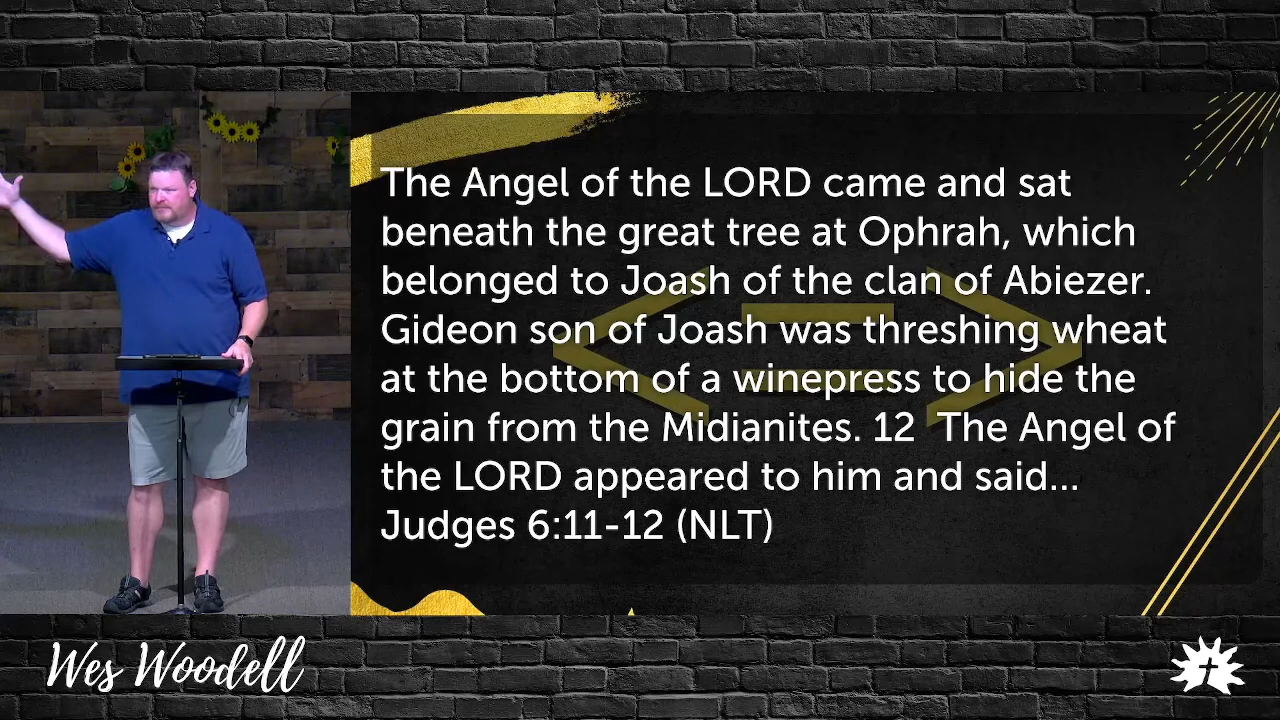 The Angel of the LORD came and sat
beneath the great tree at Ophrah, which
belonged to Joash of the clan of Abiezer.
Gideon son of Joash was threshing wheat
at the bottom of a winepress to hide the
grain from the Midianites. 12  The Angel of
the LORD appeared to him and said...
Judges 6:11-12 (NLT)
Wes Woodell